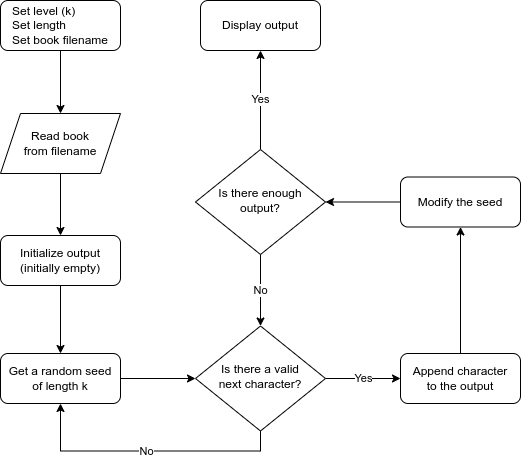 Set level (k)
Set length
Set book filename
Display output
Yes
Read book
from filename
Is there enough
output?
Modify the seed
Initialize output
(initially empty)
No
Get a random seed
of length k
Is there a valid
next character?
Yes
Append character
to the output
No